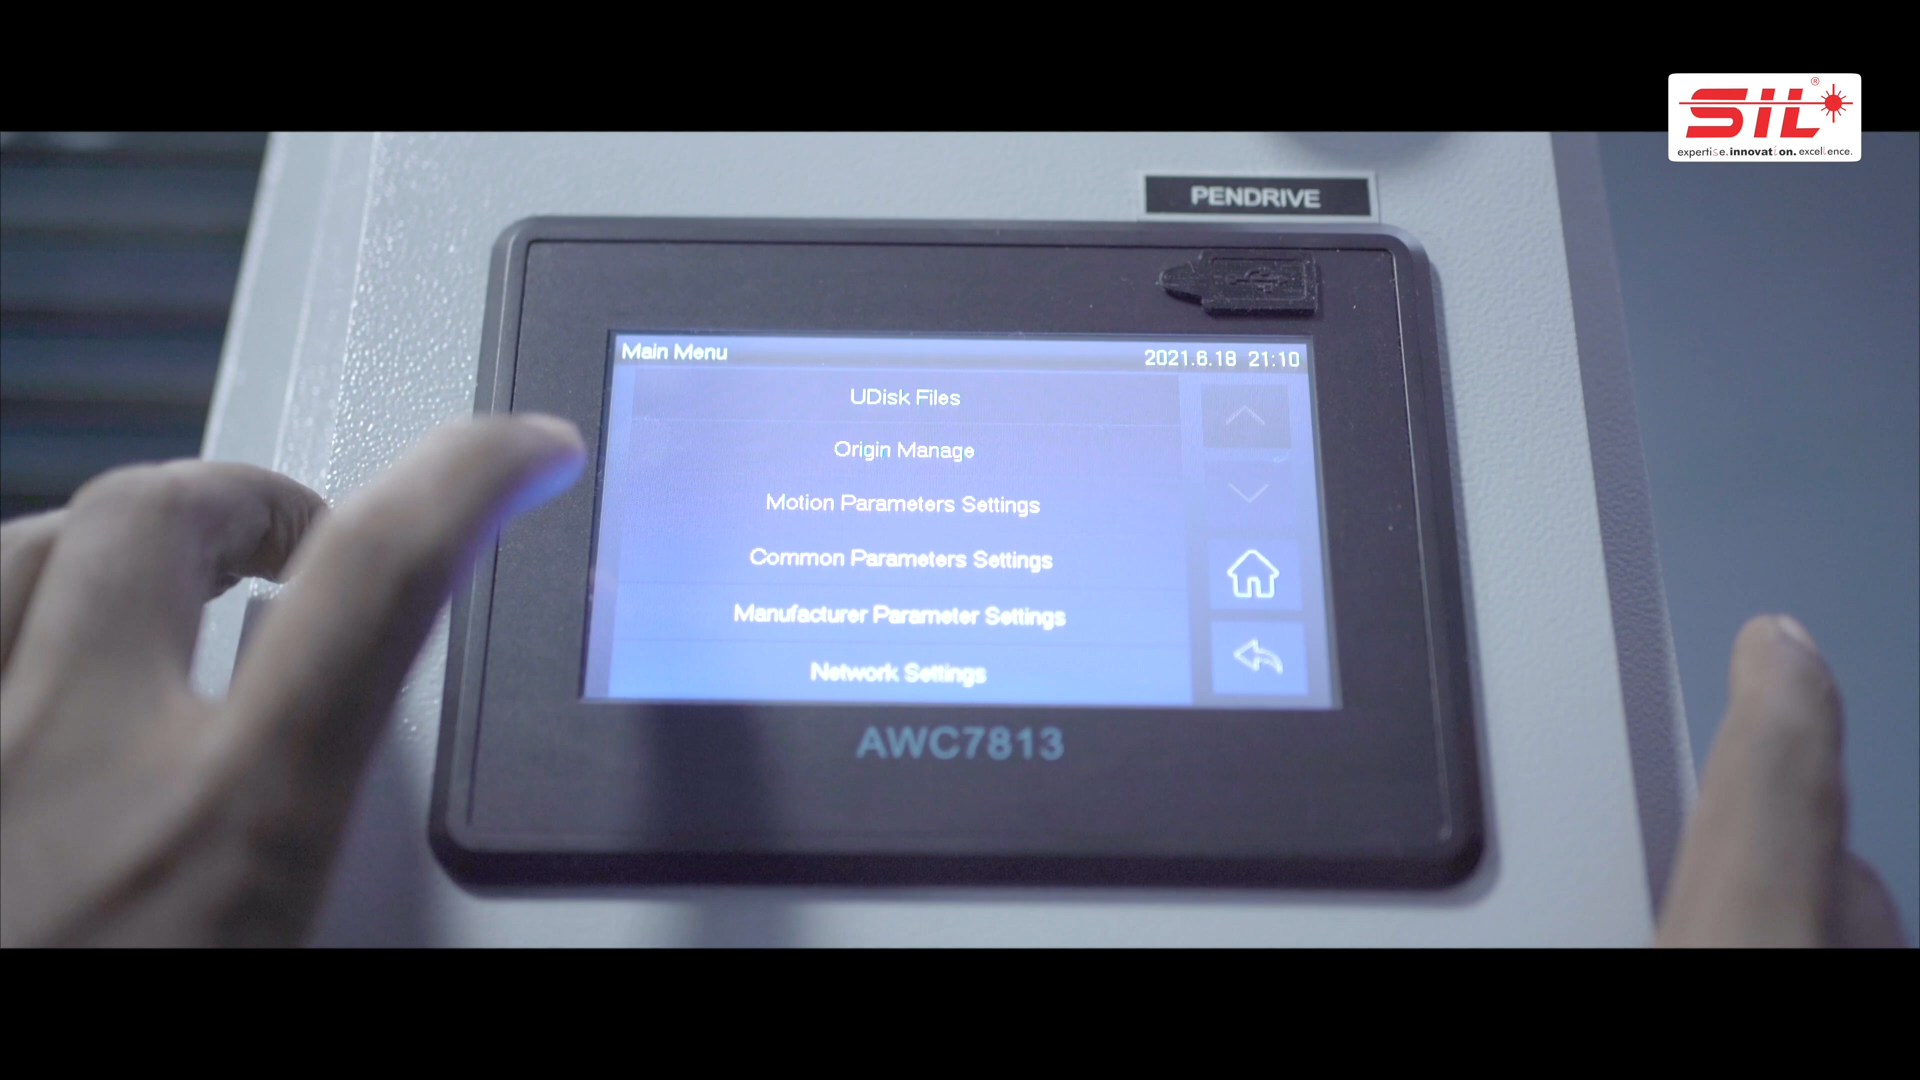 SIL®
expertise.innovation.excellence.
PENDRIVE
Main Menu 2021.6.18 21:10
UDisk Files
Origin Manage
Motion Parameters Settings
Common Parameters Settings
Manufacturer Parameter Settings
Network Settings
AWC7813